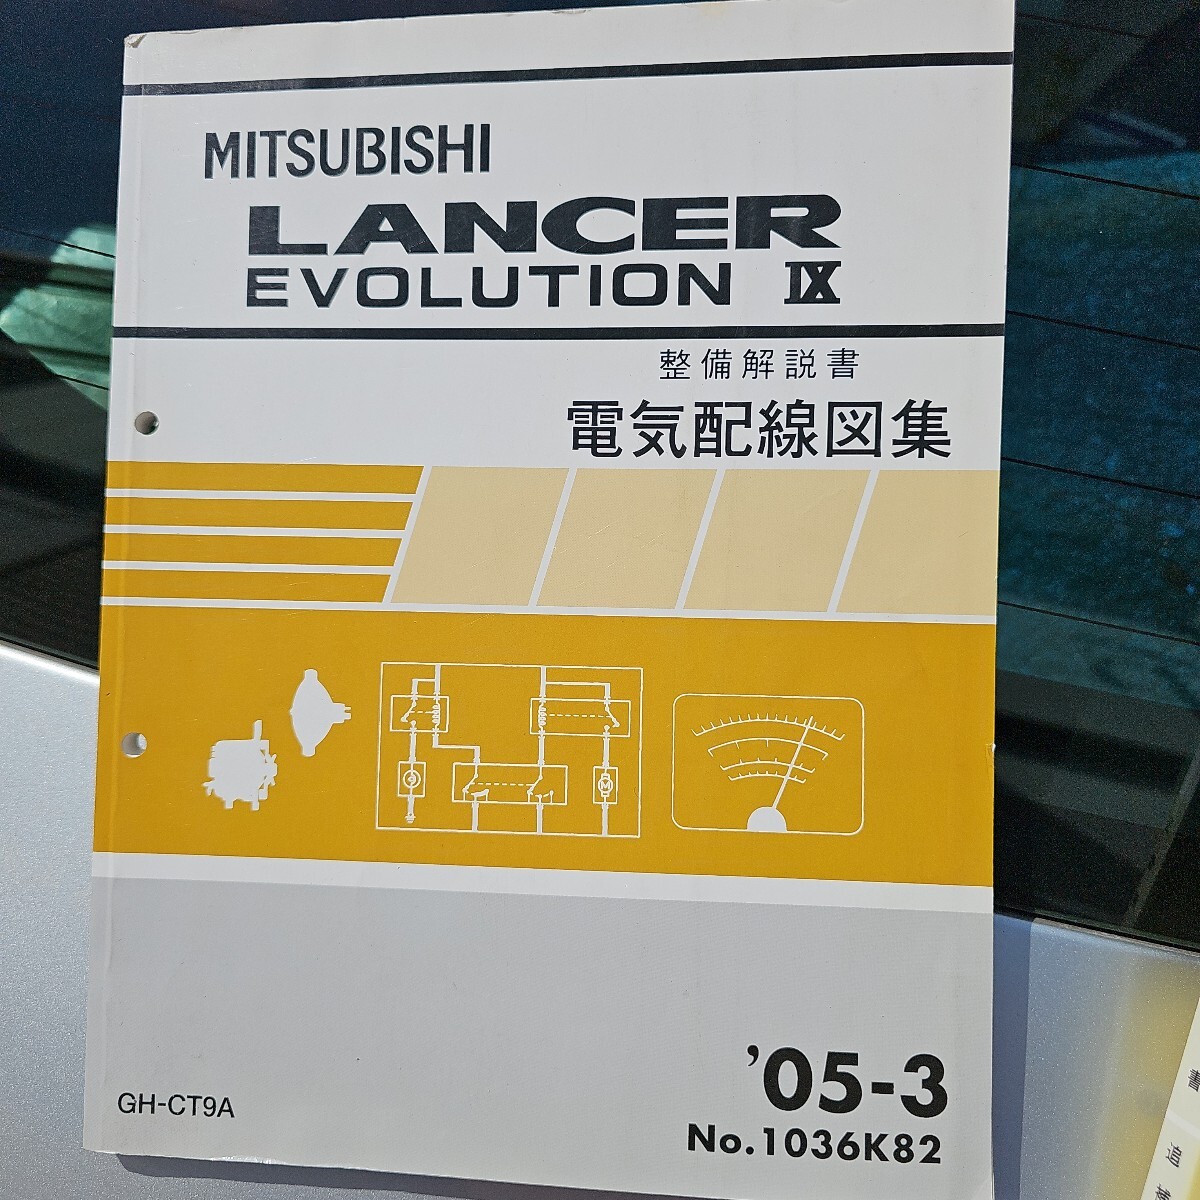 MITSUBISHI
LANCER
EVOLUTION IX
整備解説書
電気配線図集
M
'05-3
GH-CT9A
No.1036K82
書